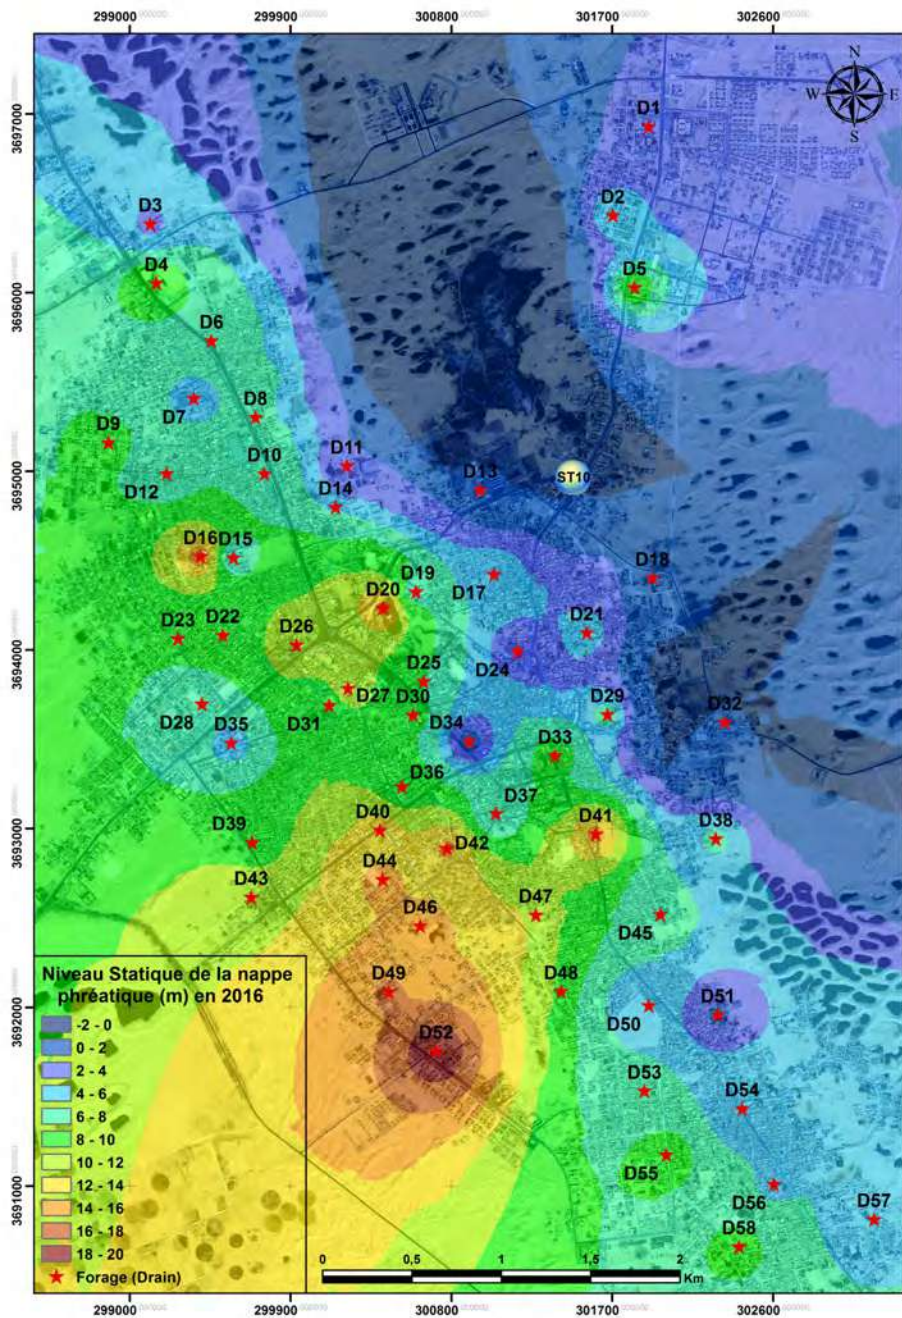 299000 299900 300800 301700 302600
N
W E
S
3697000
D1
D2
D3
D4
D5
3696000
D6
D7
D8
D9
D10
D11
D12
D13
ST10
3695000
D14
D16 D15
D18
D19
D17
D20
D21
D22
D23
D26
D24
3694000
D25
D27
D28
D30
D31
D29
D35
D34
D32
D33
D36
D37
D38
D40
D41
D39
D42
3693000
D43
D44
D46
D47
D45
D49
D48
D50
D51
3692000
D52
D53
D54
D55
D56
D57
D58
3691000
Niveau Statique de la nappe
phréatique (m) en 2016
-2 - 0
0 - 2
2 - 4
4 - 6
6 - 8
8 - 10
10 - 12
12 - 14
14 - 16
16 - 18
18 - 20
Forage (Drain)
0 0,5 1 1,5 2
Km
299000 299900 300800 301700 302600